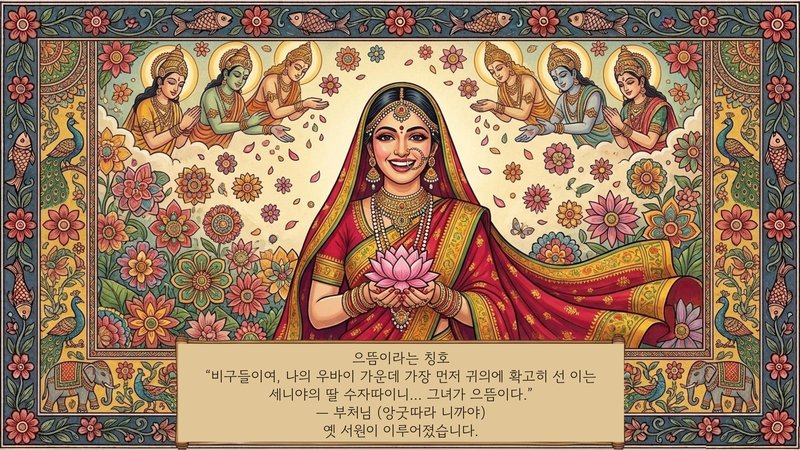 으뜸이라는 칭호
“비구들이여, 나의 우바이 가운데 가장 먼저 귀의에 확고히 선 이는
세니야의 딸 수자따이니... 그녀가 으뜸이다.”
— 부처님 (앙굿따라 니까야)
옛 서원이 이루어졌습니다.